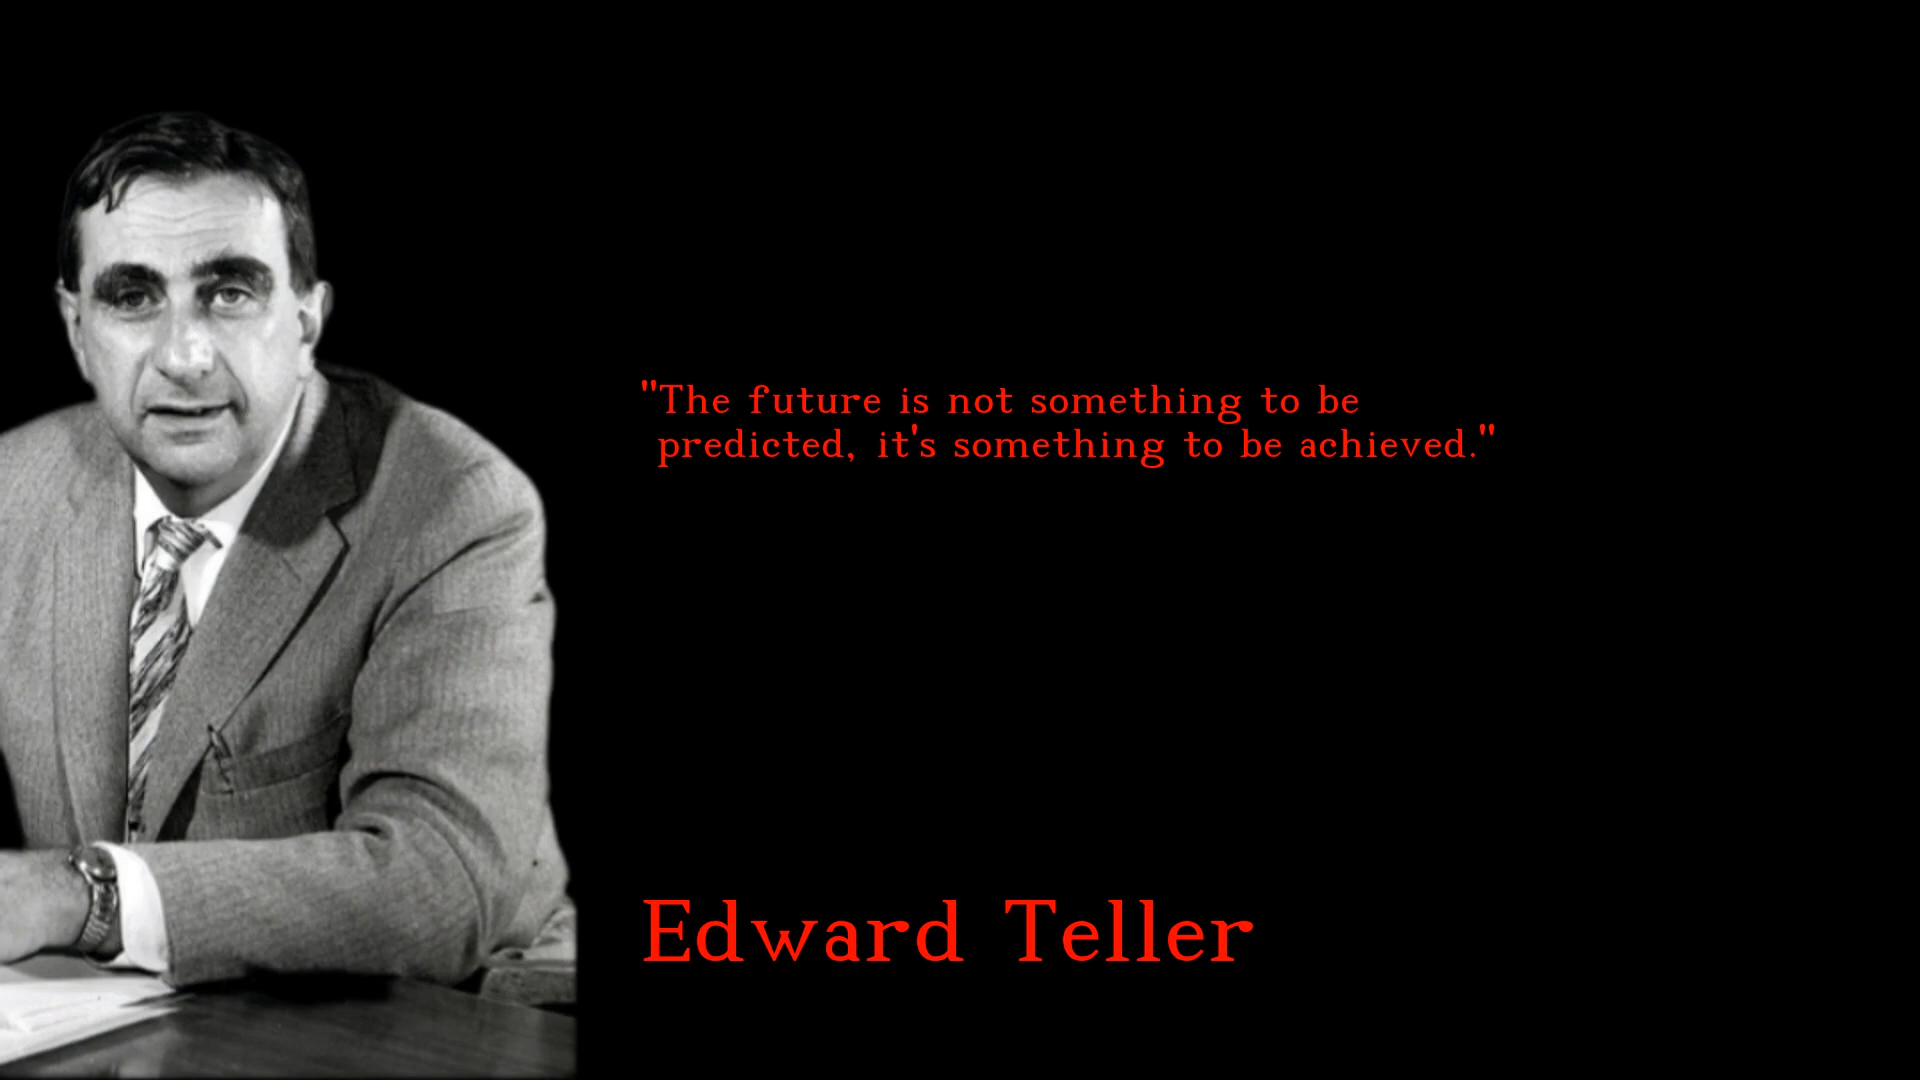 "The future is not something to be
predicted, it's something to be achieved."
Edward Teller